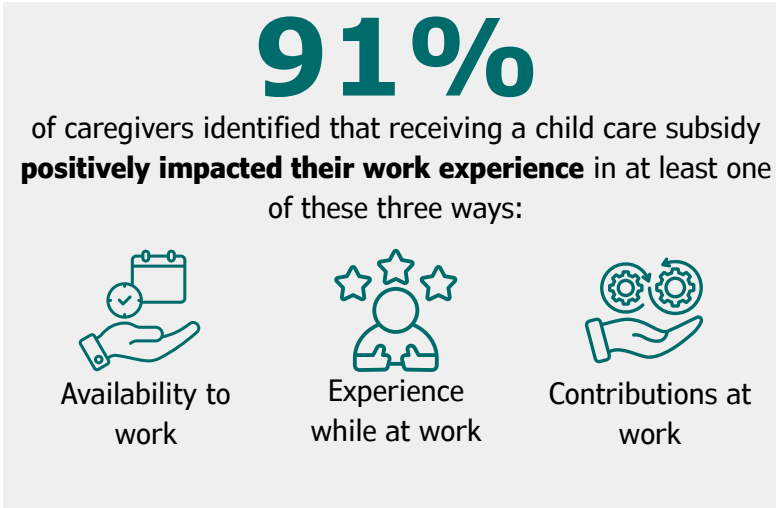 91%
of caregivers identified that receiving a child care subsidy
positively impacted their work experience in at least one
of these three ways:
Availability to
work
Experience
while at work
Contributions at
work